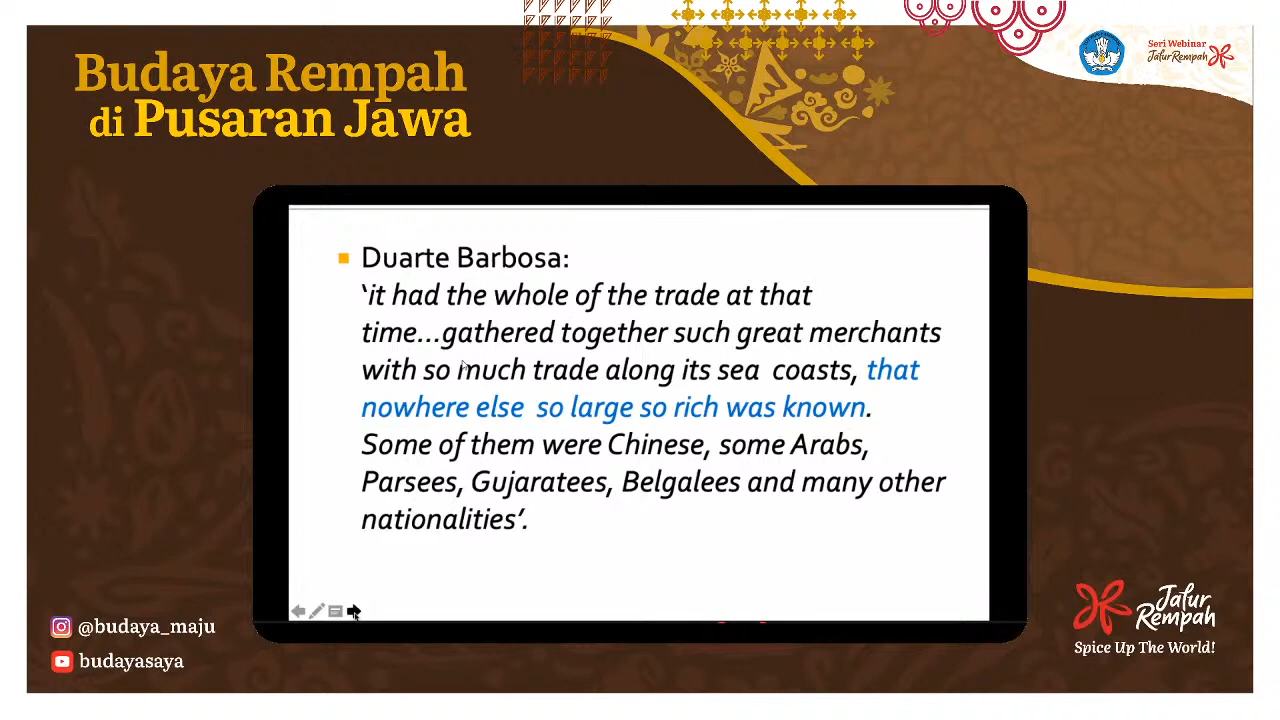 Budaya Rempah
di Pusaran Jawa
Seri Webinar
Jalur Rempah
Duarte Barbosa:
‘it had the whole of the trade at that
time...gathered together such great merchants
with so much trade along its sea coasts, that
nowhere else so large so rich was known.
Some of them were Chinese, some Arabs,
Parsees, Gujaratees, Belgalees and many other
nationalities’.
@budaya_maju
budayasaya
Jalur
Rempah
Spice Up The World!